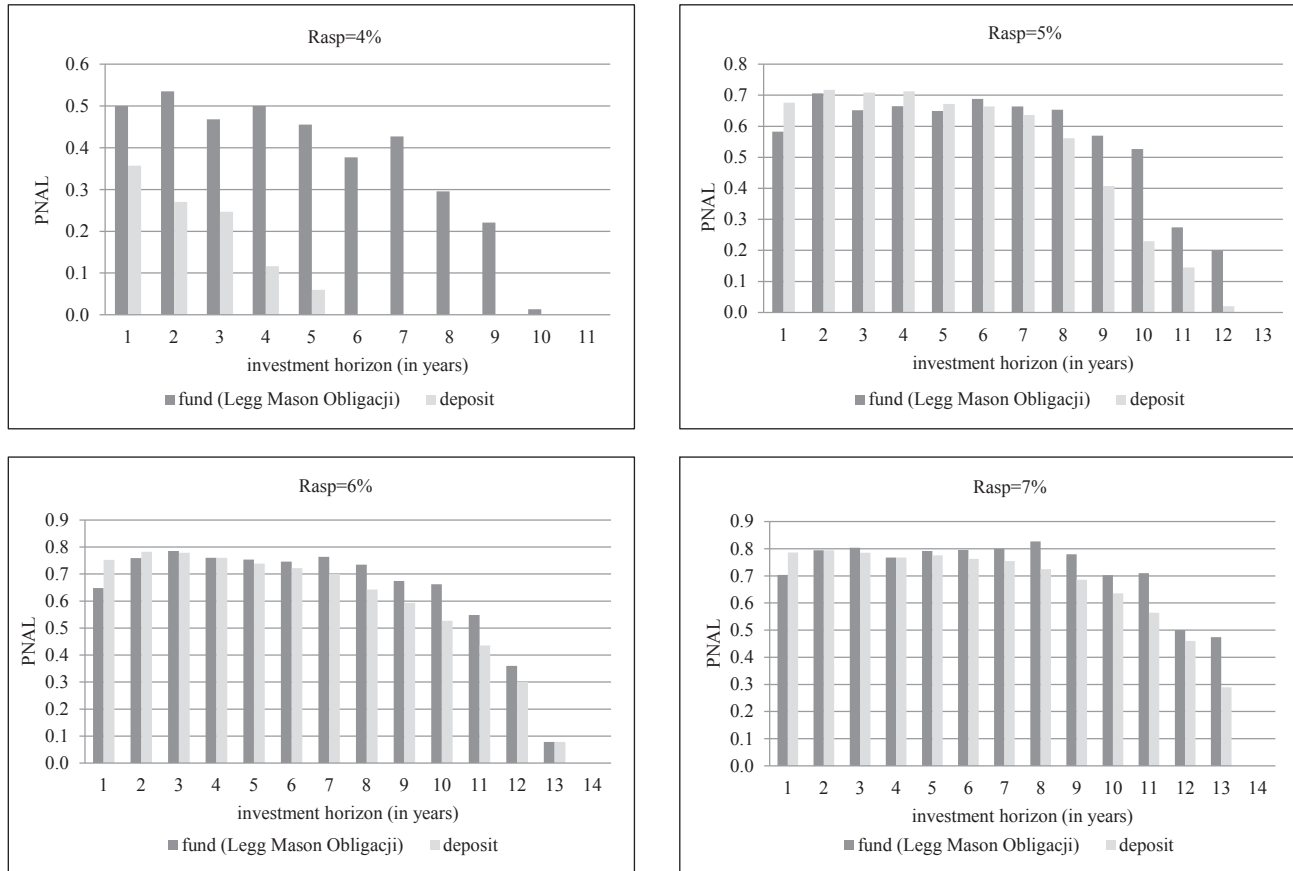 Rasp=4%
0.6
0.5
0.4
0.3
0.2
0.1
0.0
PNAL
1 2 3 4 5 6 7 8 9 10 11
investment horizon (in years)
fund (Legg Mason Obligacji) deposit
Rasp=5%
0.8
0.7
0.6
0.5
0.4
0.3
0.2
0.1
0.0
PNAL
1 2 3 4 5 6 7 8 9 10 11 12 13
investment horizon (in years)
fund (Legg Mason Obligacji) deposit
Rasp=6%
0.9
0.8
0.7
0.6
0.5
0.4
0.3
0.2
0.1
0.0
PNAL
1 2 3 4 5 6 7 8 9 10 11 12 13 14
investment horizon (in years)
fund (Legg Mason Obligacji) deposit
Rasp=7%
0.9
0.8
0.7
0.6
0.5
0.4
0.3
0.2
0.1
0.0
PNAL
1 2 3 4 5 6 7 8 9 10 11 12 13 14
investment horizon (in years)
fund (Legg Mason Obligacji) deposit